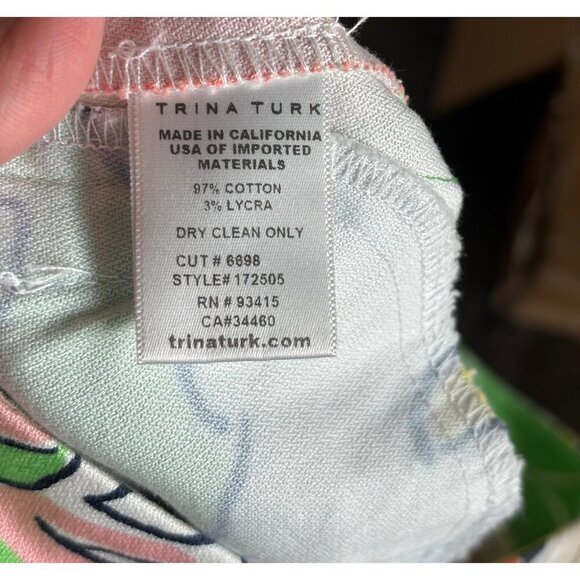 TRINA TURK
MADE IN CALIFORNIA
USA OF IMPORTED
MATERIALS
97% COTTON
3% LYCRA
DRY CLEAN ONLY
CUT # 6698
STYLE# 172505
RN # 93415
CA#34460
trinaturk.com